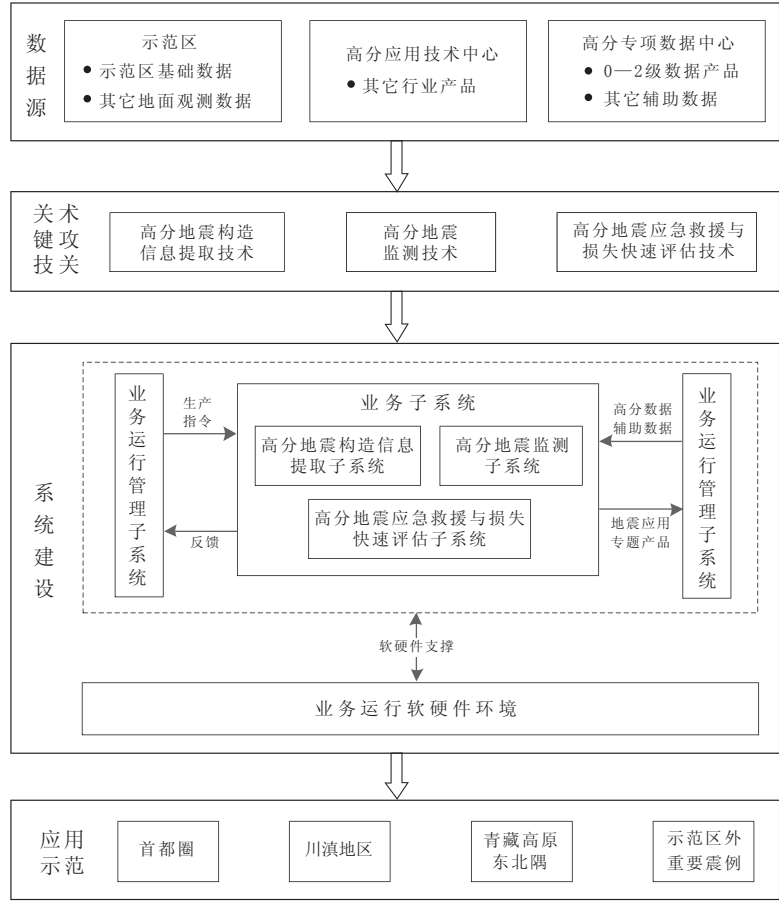 数据源
示范区
● 示范区基础数据
● 其它地面观测数据
高分应用技术中心
● 其它行业产品
高分专项数据中心
● 0—2级数据产品
● 其它辅助数据
关键技术攻关
高分地震构造
信息提取技术
高分地震
监测技术
高分地震应急救援与
损失快速评估技术
系统建设
业务运行管理子系统
生产
指令
反馈
业务子系统
高分地震构造信息
提取子系统
高分地震监测
子系统
高分地震应急救援与损失
快速评估子系统
高分数据
辅助数据
地震应用
专题产品
业务运行管理子系统
软硬件支撑
业务运行软硬件环境
应用
示范
首都圈
川滇地区
青藏高原
东北隅
示范区外
重要震例